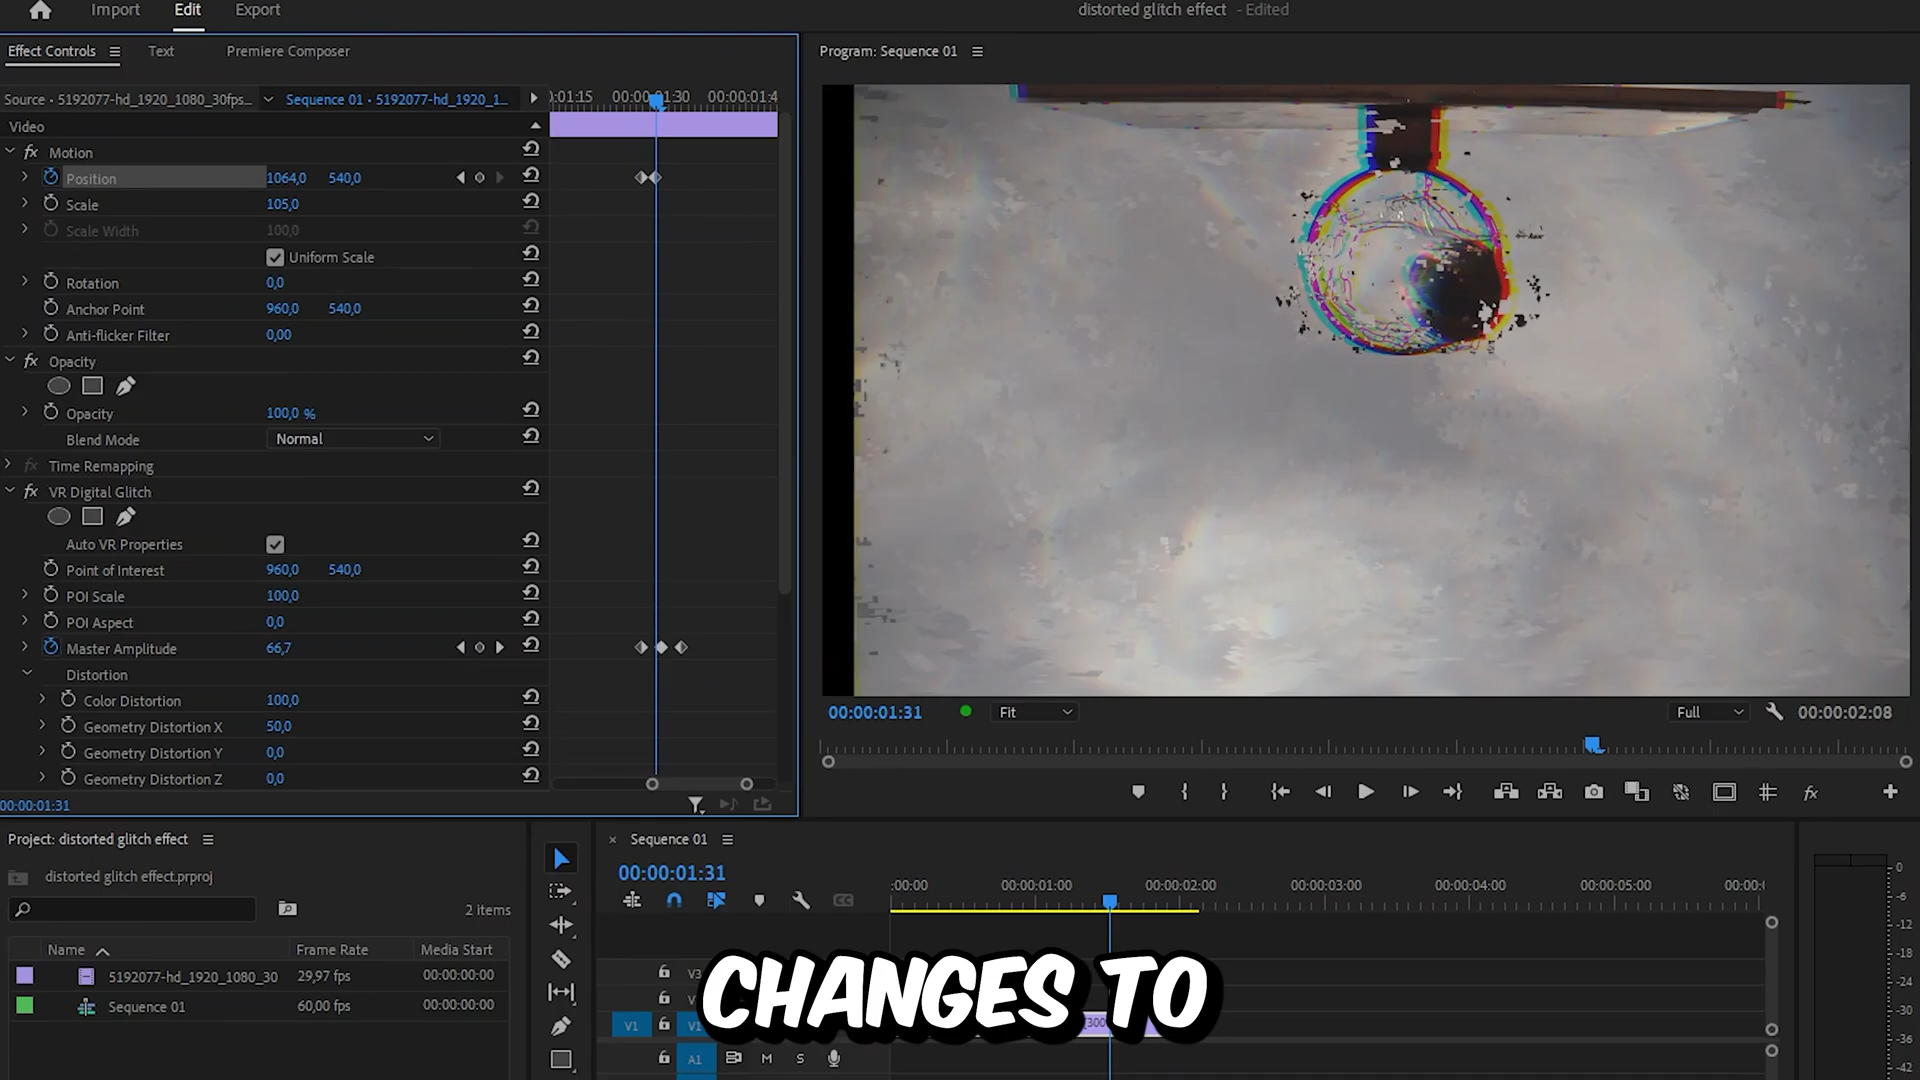 Import Edit Export distorted glitch effect - Edited
Effect Controls Text Premiere Composer
Program: Sequence 01
Source • 5192077-hd_1920_1080_30fps... Sequence 01 • 5192077-hd_1920_1...
:01:15 00:00:01:30 00:00:01:4
Video
fx Motion
Position 1064,0 540,0
Scale 105,0
Scale Width 100,0
Uniform Scale
Rotation 0,0
Anchor Point 960,0 540,0
Anti-flicker Filter 0,00
fx Opacity
Opacity 100,0 %
Blend Mode Normal
fx Time Remapping
fx VR Digital Glitch
Auto VR Properties
Point of Interest 960,0 540,0
POI Scale 100,0
POI Aspect 0,0
Master Amplitude 66,7
Distortion
Color Distortion 100,0
Geometry Distortion X 50,0
Geometry Distortion Y 0,0
Geometry Distortion Z 0,0
00:00:01:31
00:00:01:31 Fit Full 00:00:02:08
fx
Project: distorted glitch effect
distorted glitch effect.prproj
2 items
Name Frame Rate Media Start
5192077-hd_1920_1080_30 29,97 fps 00:00:00:00
Sequence 01 60,00 fps 00:00:00:00
× Sequence 01
00:00:01:31
:00:00 00:00:01:00 00:00:02:00 00:00:03:00 00:00:04:00 00:00:05:00 00:00:
V3
V1 V1
A1 M S
CHANGES TO
0
-6
-12
-18
-24
-30
-36
-42